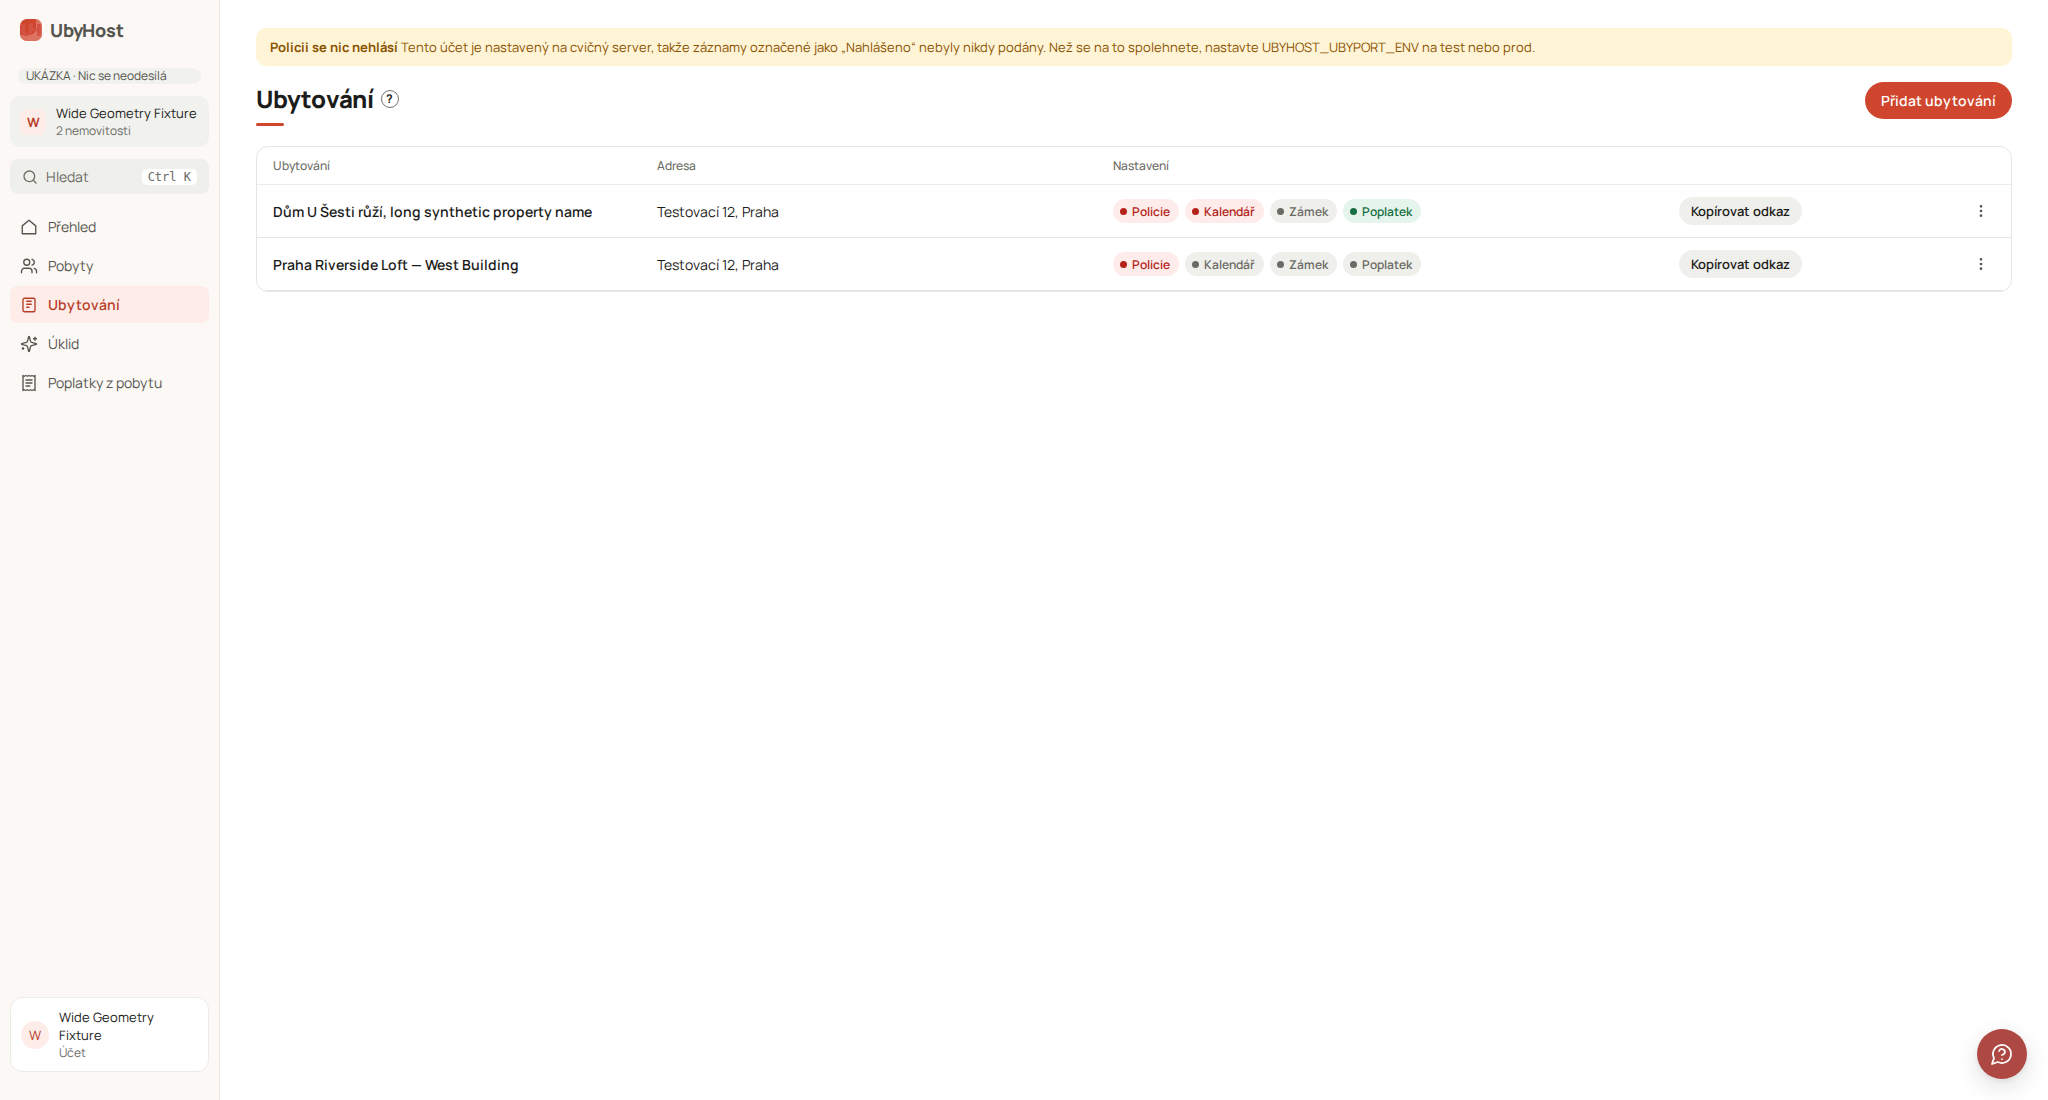 UbyHost
UKÁZKA · Nic se neodesílá
W
Wide Geometry Fixture
2 nemovitosti
Hledat
Ctrl K
Přehled
Pobyty
Ubytování
Úklid
Poplatky z pobytu
W
Wide Geometry
Fixture
Účet
Policii se nic nehlásí Tento účet je nastavený na cvičný server, takže záznamy označené jako „Nahlášeno“ nebyly nikdy podány. Než se na to spolehnete, nastavte UBYHOST_UBYPORT_ENV na test nebo prod.
Ubytování ?
Přidat ubytování
Ubytování Adresa Nastavení
Dům U Šesti růží, long synthetic property name Testovací 12, Praha Policie Kalendář Zámek Poplatek Kopírovat odkaz
Praha Riverside Loft — West Building Testovací 12, Praha Policie Kalendář Zámek Poplatek Kopírovat odkaz